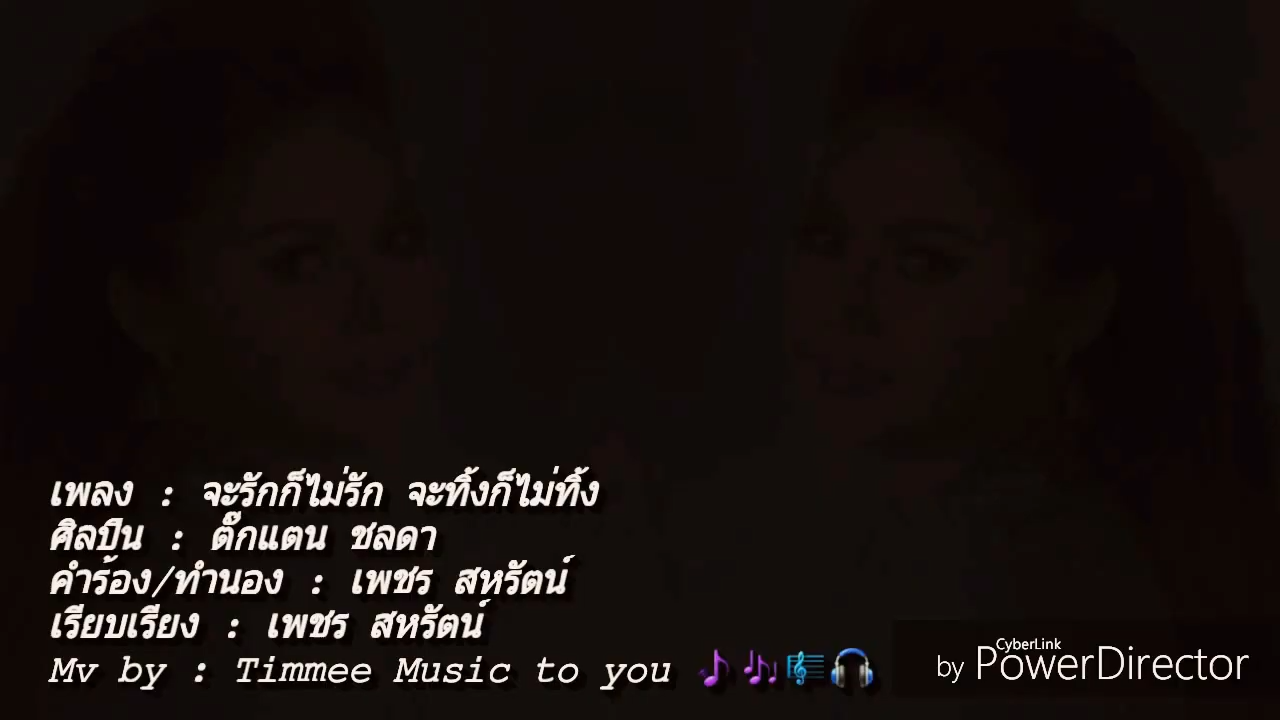 เพลง : จะรักก็ไม่รัก จะทิ้งก็ไม่ทิ้ง
ศิลปิน : ตั๊กแตน ชลดา
คำร้อง/ทำนอง : เพชร สหรัตน์
เรียบเรียง : เพชร สหรัตน์
Mv by : Timmee Music to you 🎵🎶🎼🎧
by CyberLink PowerDirector